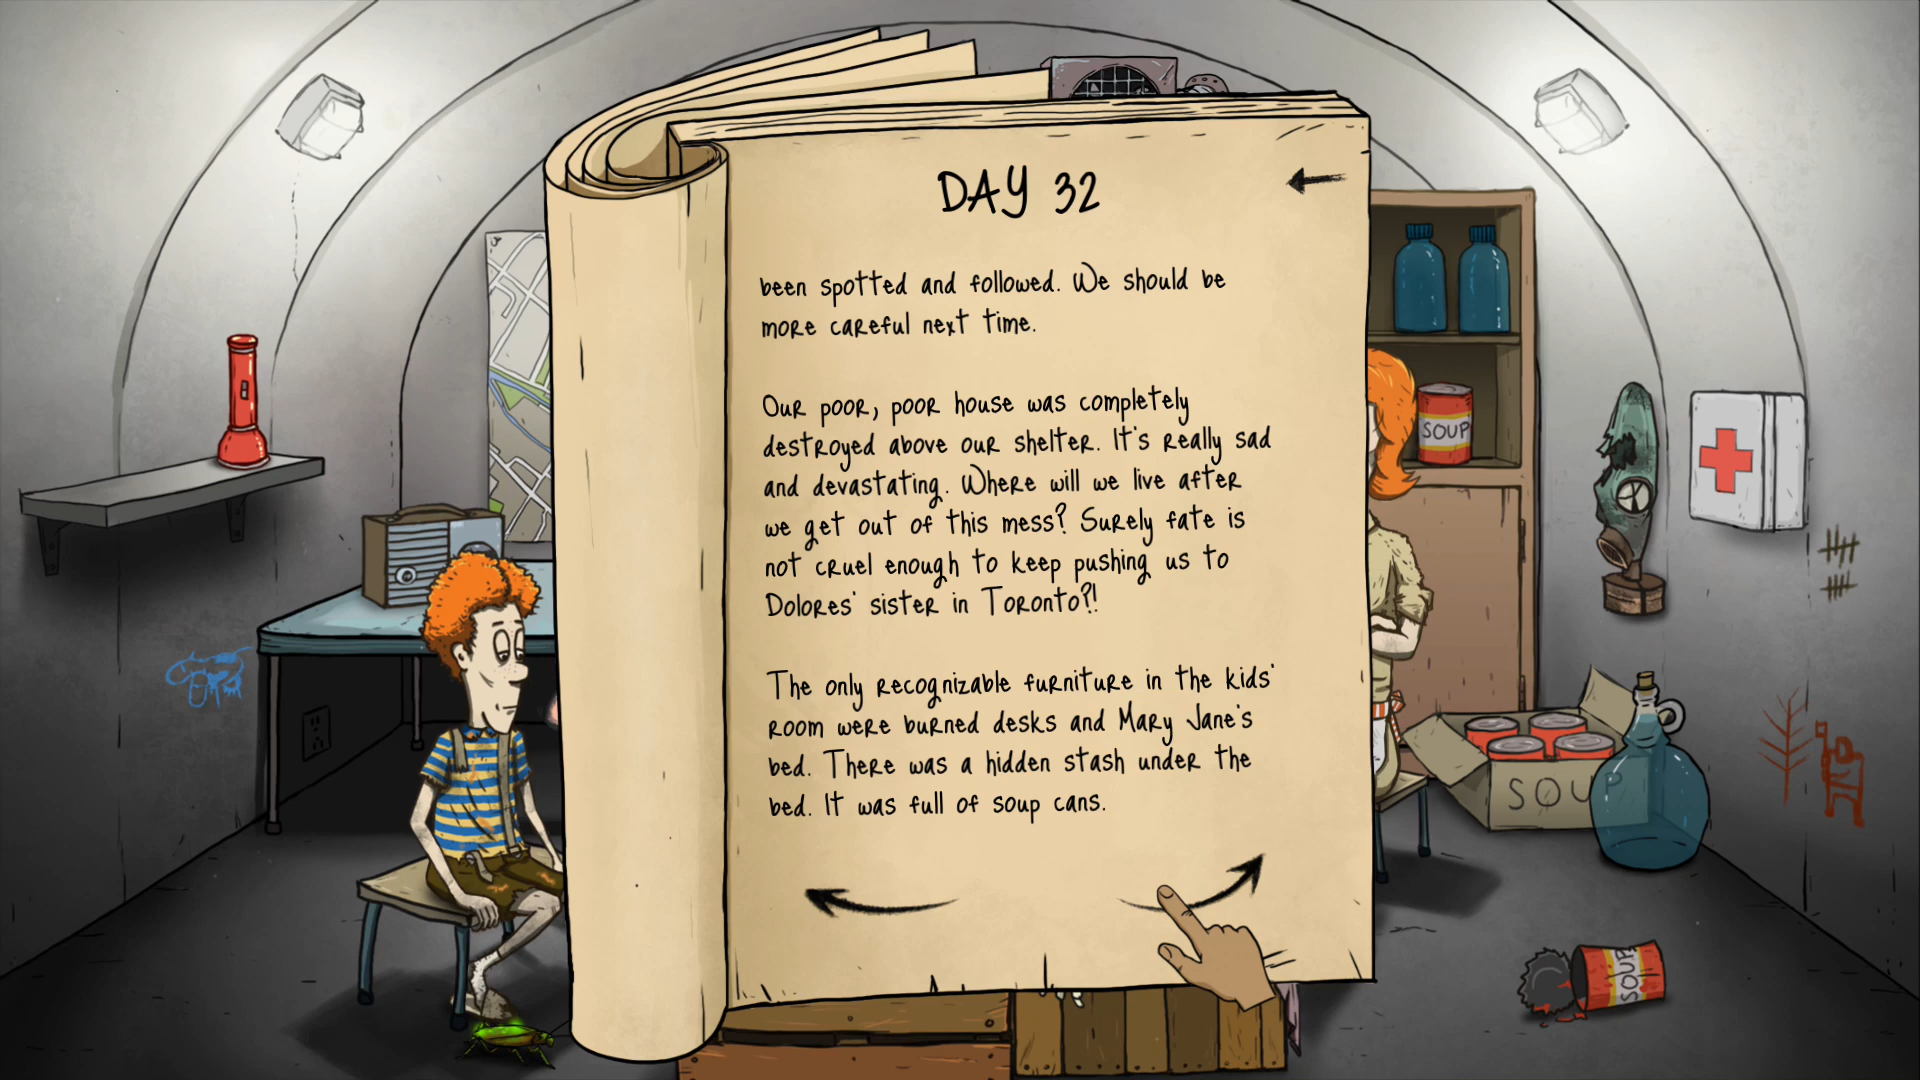 DAY 32
been spotted and followed. We should be
more careful next time.
Our poor, poor house was completely
destroyed above our shelter. It's really sad
and devastating. Where will we live after
we get out of this mess? Surely fate is
not cruel enough to keep pushing us to
Dolores' sister in Toronto?!
The only recognizable furniture in the kids'
room were burned desks and Mary Jane's
bed. There was a hidden stash under the
bed. It was full of soup cans.
SOUP
SOUP
SOUP